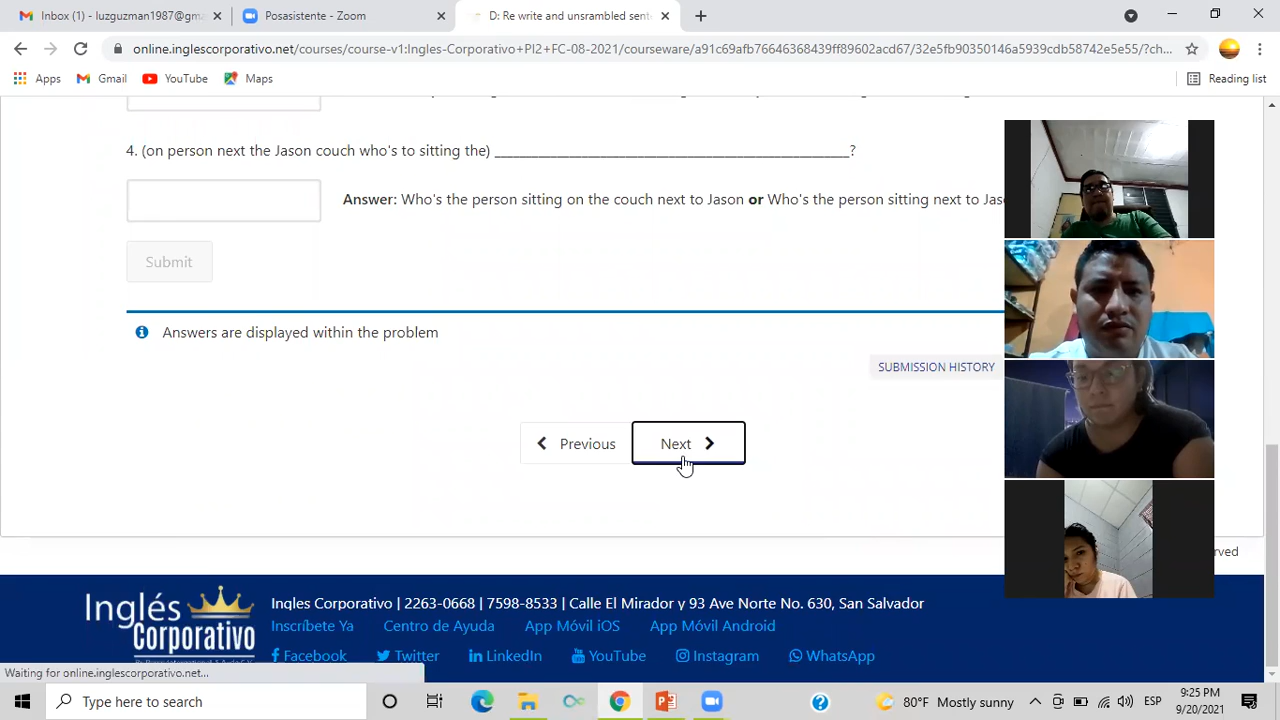 Inbox (1) - luzguzman1987@gma
Posasistente - Zoom
D: Re write and unsrambled sent
online.inglescorporativo.net/courses/course-v1:Ingles-Corporativo+PI2+FC-08-2021/courseware/a91c69afb76646368439ff89602acd67/32e5fb90350146a5939cdb58742e5e55/?ch...
Apps
Gmail
YouTube
Maps
Reading list
4. (on person next the Jason couch who's to sitting the) ______________________________________________?
Answer: Who's the person sitting on the couch next to Jason or Who's the person sitting next to Jaso
Submit
Answers are displayed within the problem
SUBMISSION HISTORY
Previous
Next
rved
Inglés Corporativo
Ingles Corporativo | 2263-0668 | 7598-8533 | Calle El Mirador y 93 Ave Norte No. 630, San Salvador
Inscríbete Ya Centro de Ayuda App Móvil iOS App Móvil Android
Facebook Twitter LinkedIn YouTube Instagram WhatsApp
Waiting for online.inglescorporativo.net...
Type here to search
80°F Mostly sunny
ESP
9:25 PM
9/20/2021